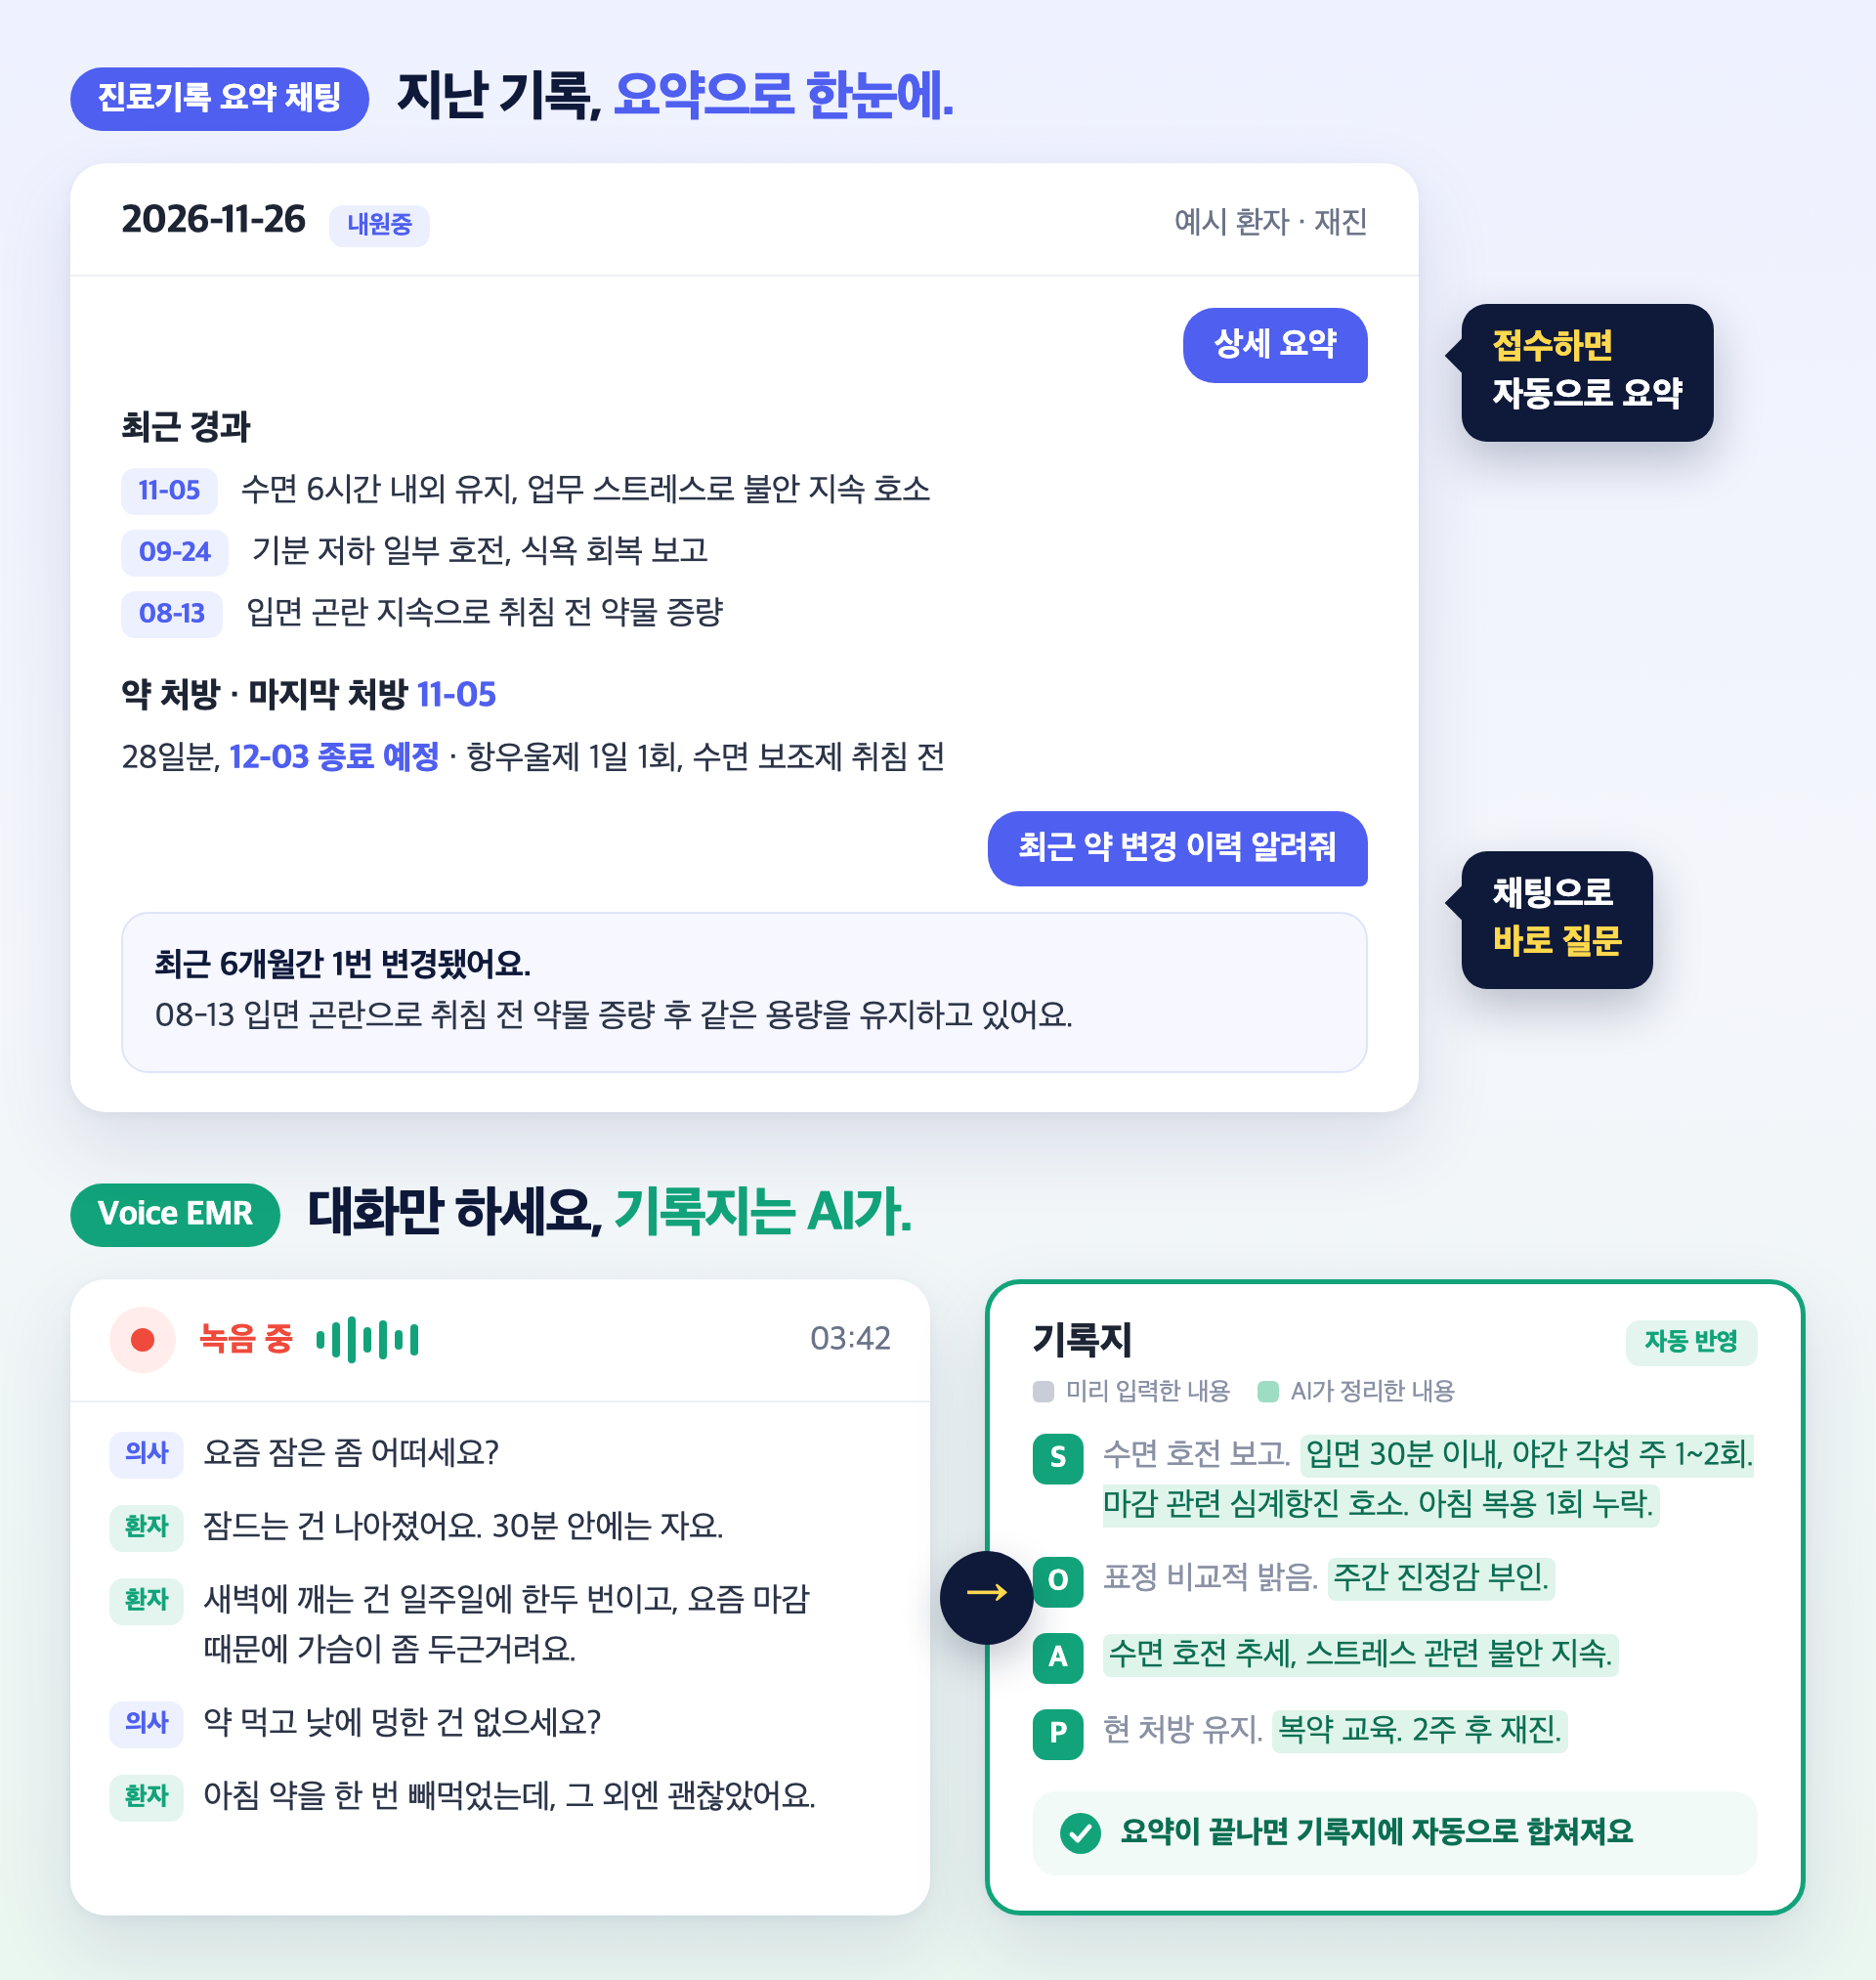 진료기록 요약 채팅 지난 기록, 요약으로 한눈에.
2026-11-26 내원중 예시 환자 · 재진
상세 요약
접수하면
자동으로 요약
최근 경과
11-05 수면 6시간 내외 유지, 업무 스트레스로 불안 지속 호소
09-24 기분 저하 일부 호전, 식욕 회복 보고
08-13 입면 곤란 지속으로 취침 전 약물 증량
약 처방 · 마지막 처방 11-05
28일분, 12-03 종료 예정 · 항우울제 1일 1회, 수면 보조제 취침 전
최근 약 변경 이력 알려줘
채팅으로
바로 질문
최근 6개월간 1번 변경됐어요.
08-13 입면 곤란으로 취침 전 약물 증량 후 같은 용량을 유지하고 있어요.
Voice EMR 대화만 하세요, 기록지는 AI가.
녹음 중 03:42
의사 요즘 잠은 좀 어떠세요?
환자 잠드는 건 나아졌어요. 30분 안에는 자요.
환자 새벽에 깨는 건 일주일에 한두 번이고, 요즘 마감
때문에 가슴이 좀 두근거려요.
의사 약 먹고 낮에 멍한 건 없으세요?
환자 아침 약을 한 번 빼먹었는데, 그 외엔 괜찮았어요.
→
기록지 자동 반영
미리 입력한 내용 AI가 정리한 내용
S 수면 호전 보고. 입면 30분 이내, 야간 각성 주 1~2회.
마감 관련 심계항진 호소. 아침 복용 1회 누락.
O 표정 비교적 밝음. 주간 진정감 부인.
A 수면 호전 추세, 스트레스 관련 불안 지속.
P 현 처방 유지. 복약 교육. 2주 후 재진.
요약이 끝나면 기록지에 자동으로 합쳐져요